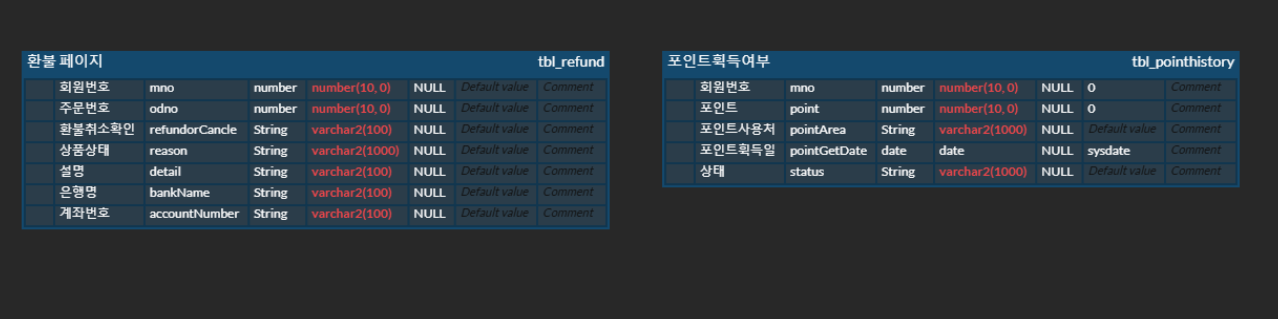 환불 페이지 tbl_refund
회원번호 mno number number(10, 0) NULL Default value Comment
주문번호 odno number number(10, 0) NULL Default value Comment
환불취소확인 refundorCancle String varchar2(100) NULL Default value Comment
상품상태 reason String varchar2(1000) NULL Default value Comment
설명 detail String varchar2(100) NULL Default value Comment
은행명 bankName String varchar2(100) NULL Default value Comment
계좌번호 accountNumber String varchar2(100) NULL Default value Comment
포인트획득여부 tbl_pointhistory
회원번호 mno number number(10, 0) NULL 0 Comment
포인트 point number number(10, 0) NULL 0 Comment
포인트사용처 pointArea String varchar2(1000) NULL Default value Comment
포인트획득일 pointGetDate date date NULL sysdate Comment
상태 status String varchar2(1000) NULL Default value Comment